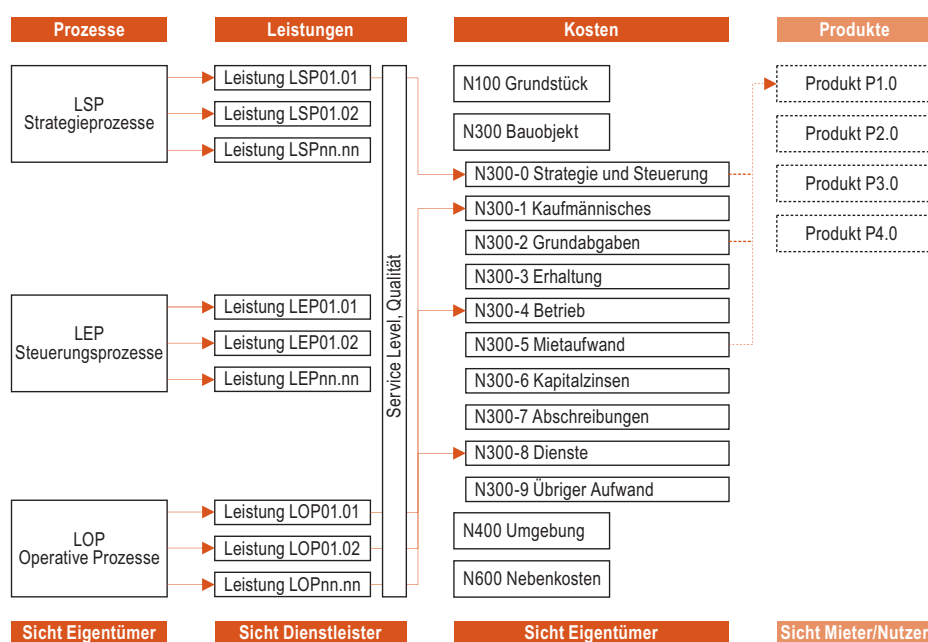 Prozesse
Leistungen
Kosten
Produkte
LSP
Strategieprozesse
Leistung LSP01.01
Leistung LSP01.02
Leistung LSPnn.nn
LEP
Steuerungsprozesse
Leistung LEP01.01
Leistung LEP01.02
Leistung LEPnn.nn
LOP
Operative Prozesse
Leistung LOP01.01
Leistung LOP01.02
Leistung LOPnn.nn
Service Level, Qualität
N100 Grundstück
N300 Bauobjekt
N300-0 Strategie und Steuerung
N300-1 Kaufmännisches
N300-2 Grundabgaben
N300-3 Erhaltung
N300-4 Betrieb
N300-5 Mietaufwand
N300-6 Kapitalzinsen
N300-7 Abschreibungen
N300-8 Dienste
N300-9 Übriger Aufwand
N400 Umgebung
N600 Nebenkosten
Produkt P1.0
Produkt P2.0
Produkt P3.0
Produkt P4.0
Sicht Eigentümer
Sicht Dienstleister
Sicht Eigentümer
Sicht Mieter/Nutzer